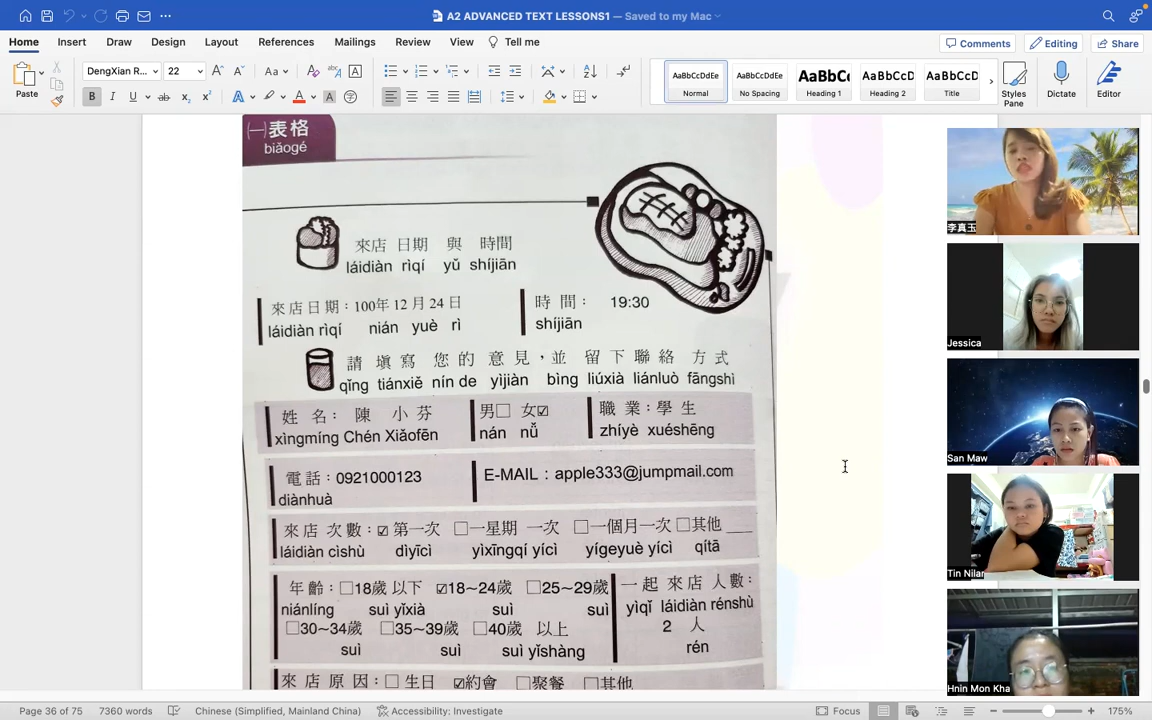 A2 ADVANCED TEXT LESSONS1 — Saved to my Mac
Home Insert Draw Design Layout References Mailings Review View Tell me
Comments Editing Share
Paste DengXian R... 22 Aa
AaBbCcDdEe AaBbCcDdEe AaBbCc AaBbCcD AaBbCcD
Normal No Spacing Heading 1 Heading 2 Title
Styles Pane Dictate Editor
㈠表格
biǎogé
來店 日期 與 時間
láidiàn rìqí yǔ shíjiān
來店日期：100年 12 月 24 日 時間： 19:30
láidiàn rìqí nián yuè rì shíjiān
請 填 寫 您 的 意 見，並 留 下 聯 絡 方 式
qǐng tiánxiě nín de yìjiàn bìng liúxià liánluò fāngshì
姓 名： 陳 小 芬 男□ 女☑ 職 業：學 生
xìngmíng Chén Xiǎofēn nán nǚ zhíyè xuéshēng
電 話：0921000123 E-MAIL：apple333@jumpmail.com
diànhuà
來店 次數：☑ 第一次 □一星期 一次 □一個月一次 □其他 ___
láidiàn cìshù dìyīcì yìxīngqí yícì yígeyuè yícì qítā
年 齡：□18歲 以下 ☑18~24歲 □25~29歲 一起 來店 人數：
niánlíng suì yǐxià suì suì yìqǐ láidiàn rénshù
□30~34歲 □35~39歲 □40歲 以上 2 人
suì suì suì yǐshàng rén
來 店 原 因：□ 生日 ☑約會 □聚餐 □其他
李真玉
Jessica
San Maw
Tin Nilar
Hnin Mon Kha
Page 36 of 75 7360 words Chinese (Simplified, Mainland China) Accessibility: Investigate Focus 175%